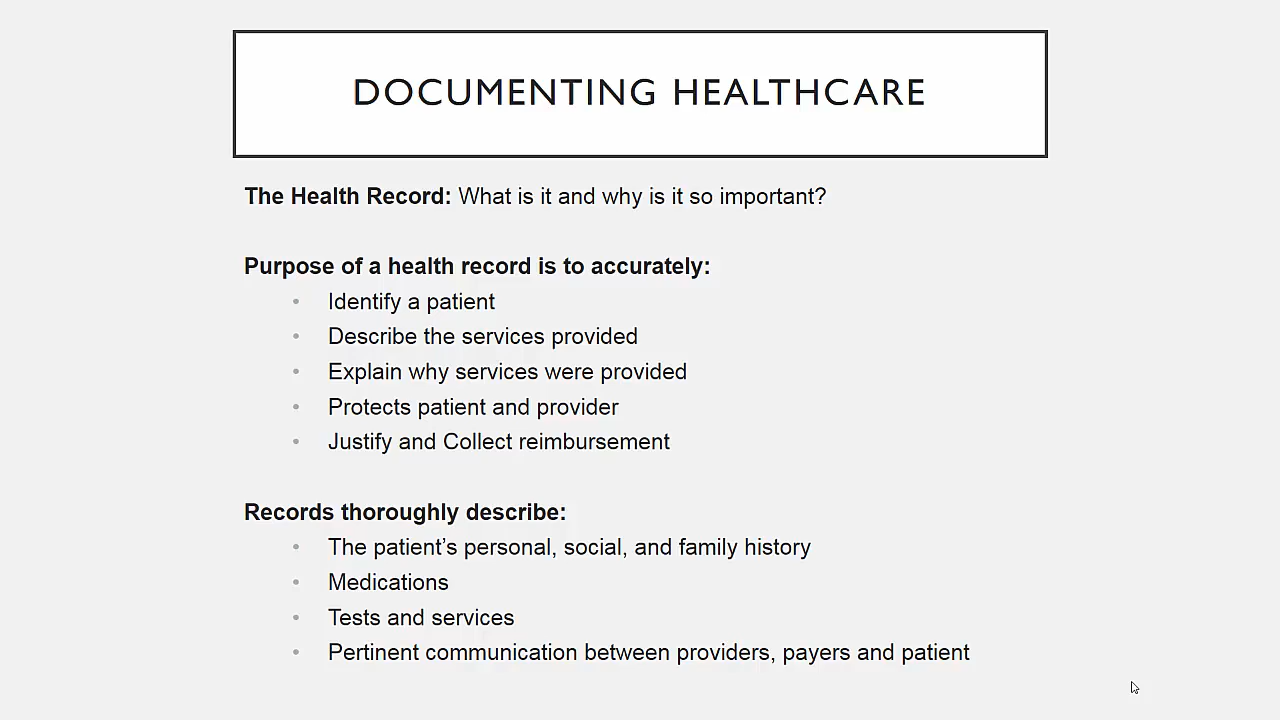 DOCUMENTING HEALTHCARE
The Health Record: What is it and why is it so important?
Purpose of a health record is to accurately:
• Identify a patient
• Describe the services provided
• Explain why services were provided
• Protects patient and provider
• Justify and Collect reimbursement
Records thoroughly describe:
• The patient’s personal, social, and family history
• Medications
• Tests and services
• Pertinent communication between providers, payers and patient